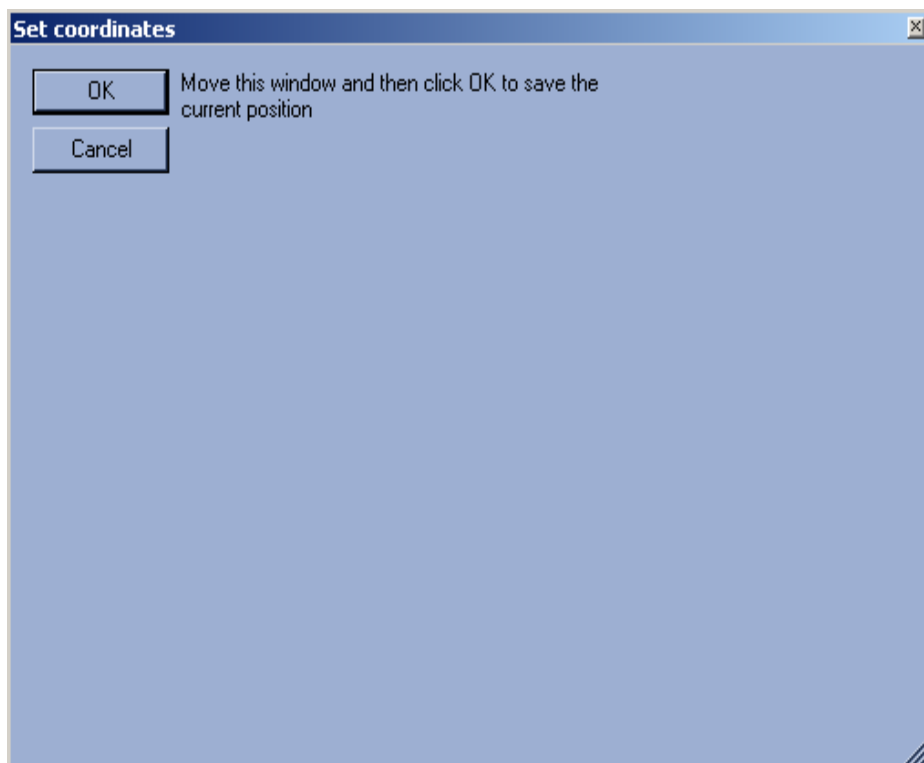 Set coordinates
OK
Move this window and then click OK to save the
current position
Cancel